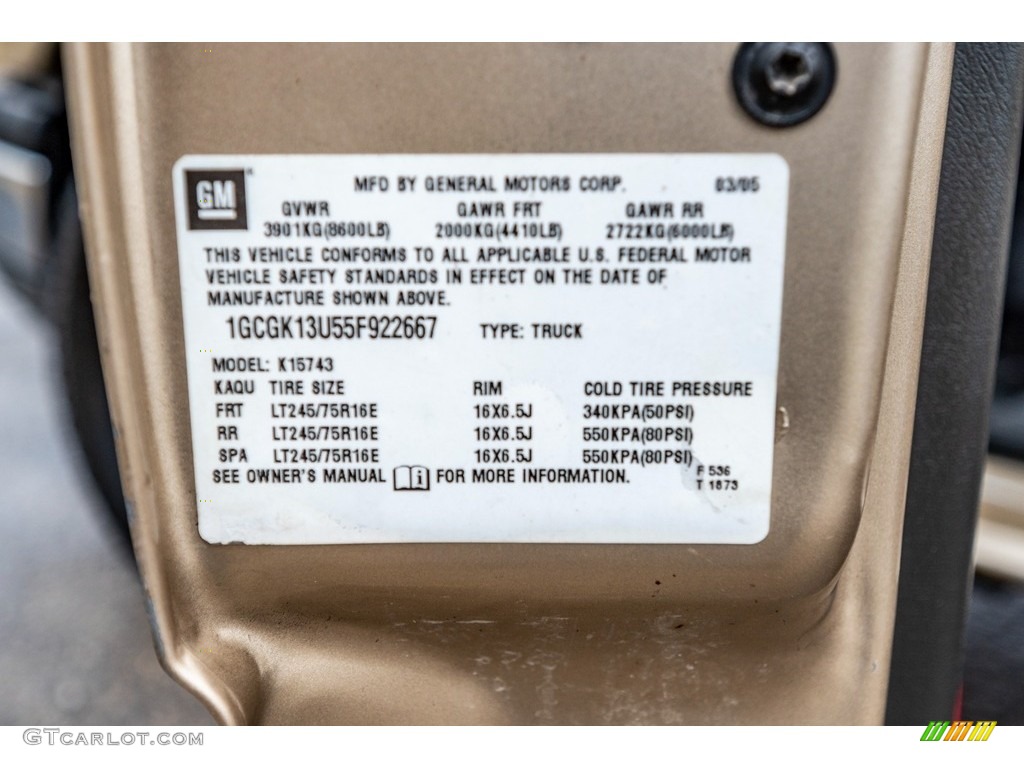 GM
MFD BY GENERAL MOTORS CORP. 03/05
GVWR GAWR FRT GAWR RR
3901KG(8600LB) 2000KG(4410LB) 2722KG(6000LB)
THIS VEHICLE CONFORMS TO ALL APPLICABLE U.S. FEDERAL MOTOR
VEHICLE SAFETY STANDARDS IN EFFECT ON THE DATE OF
MANUFACTURE SHOWN ABOVE.
1GCGK13U55F922667 TYPE: TRUCK
MODEL: K15743
KAQU TIRE SIZE RIM COLD TIRE PRESSURE
FRT LT245/75R16E 16X6.5J 340KPA(50PSI)
RR LT245/75R16E 16X6.5J 550KPA(80PSI)
SPA LT245/75R16E 16X6.5J 550KPA(80PSI)
SEE OWNER'S MANUAL i FOR MORE INFORMATION.
F 536
T 1873
GTCARLOT.COM